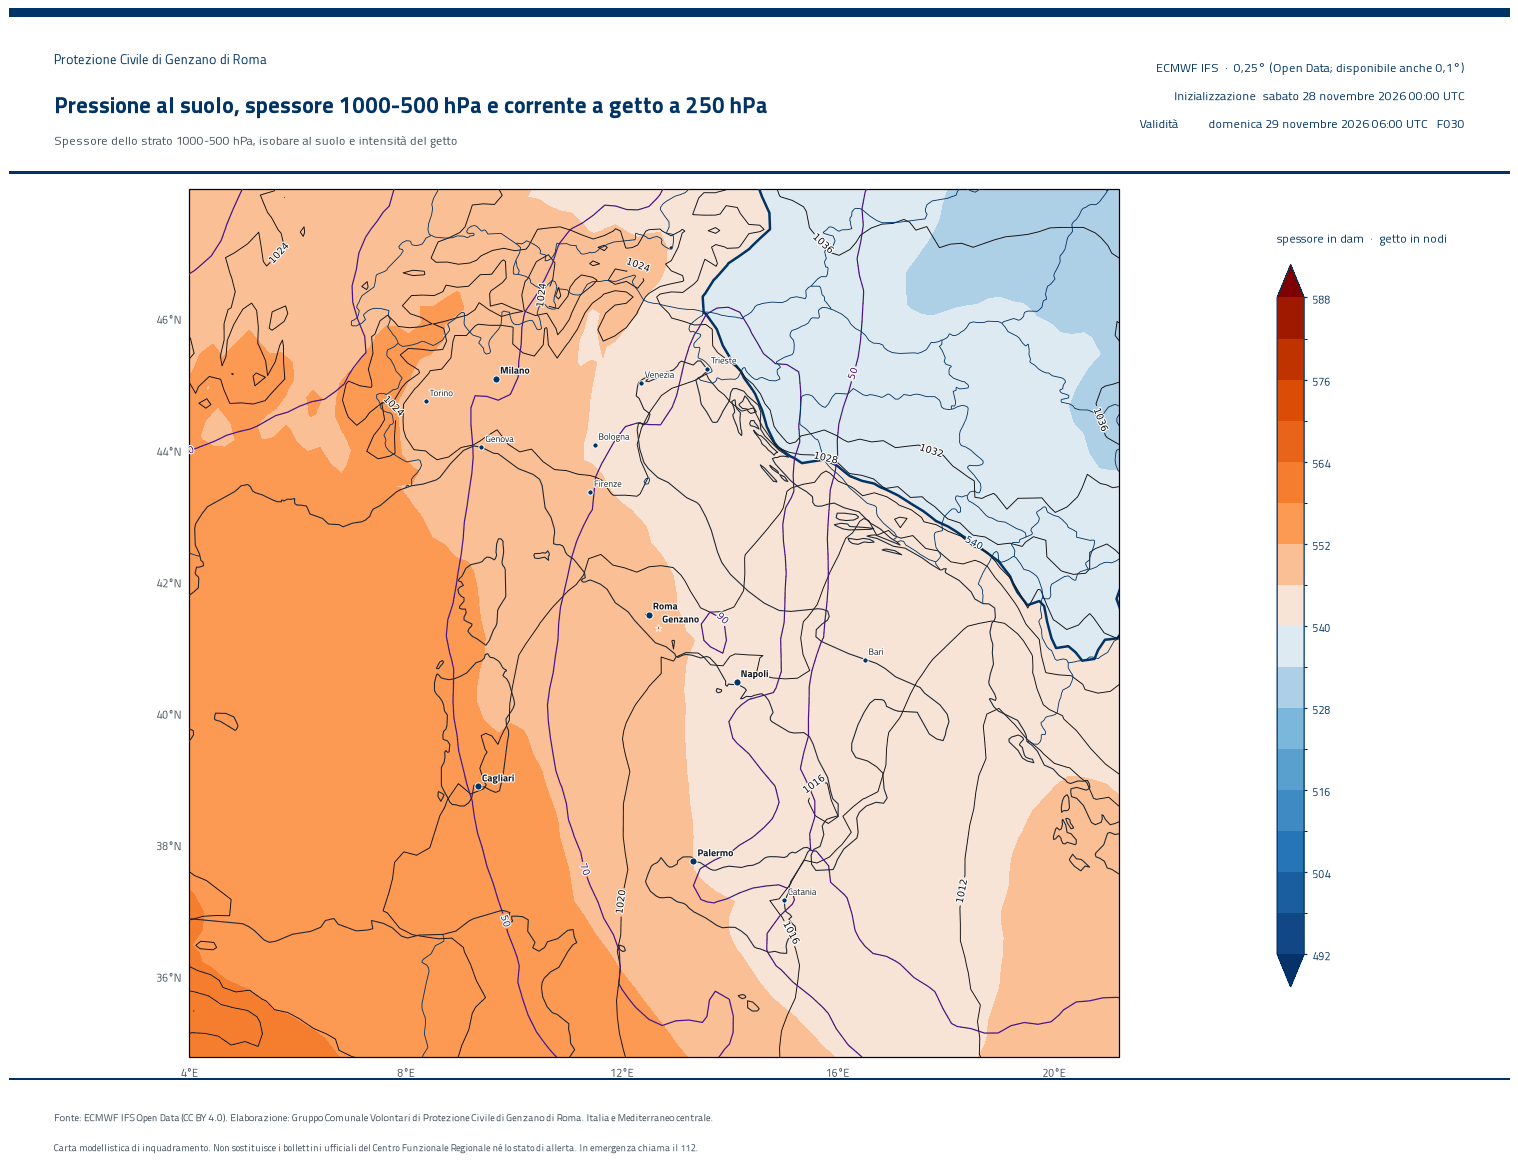 Protezione Civile di Genzano di Roma
Pressione al suolo, spessore 1000-500 hPa e corrente a getto a 250 hPa
Spessore dello strato 1000-500 hPa, isobare al suolo e intensità del getto
ECMWF IFS · 0,25° (Open Data; disponibile anche 0,1°)
Inizializzazione sabato 28 novembre 2026 00:00 UTC
Validità domenica 29 novembre 2026 06:00 UTC F030
spessore in dam · getto in nodi
588
576
564
552
540
528
516
504
492
46°N
44°N
42°N
40°N
38°N
36°N
4°E
8°E
12°E
16°E
20°E
1024
1024
1024
1024
1036
1036
1032
1028
540
50
90
1016
1016
1012
1020
70
50
0
Milano
Torino
Venezia
Trieste
Genova
Bologna
Firenze
Roma
Genzano
Napoli
Bari
Cagliari
Palermo
Catania
Fonte: ECMWF IFS Open Data (CC BY 4.0). Elaborazione: Gruppo Comunale Volontari di Protezione Civile di Genzano di Roma. Italia e Mediterraneo centrale.
Carta modellistica di inquadramento. Non sostituisce i bollettini ufficiali del Centro Funzionale Regionale né lo stato di allerta. In emergenza chiama il 112.